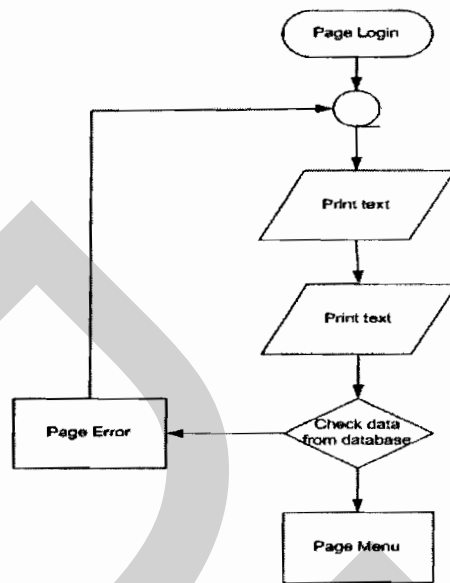 Page Login
Print text
Print text
Check data
from database
Page Error
Page Menu